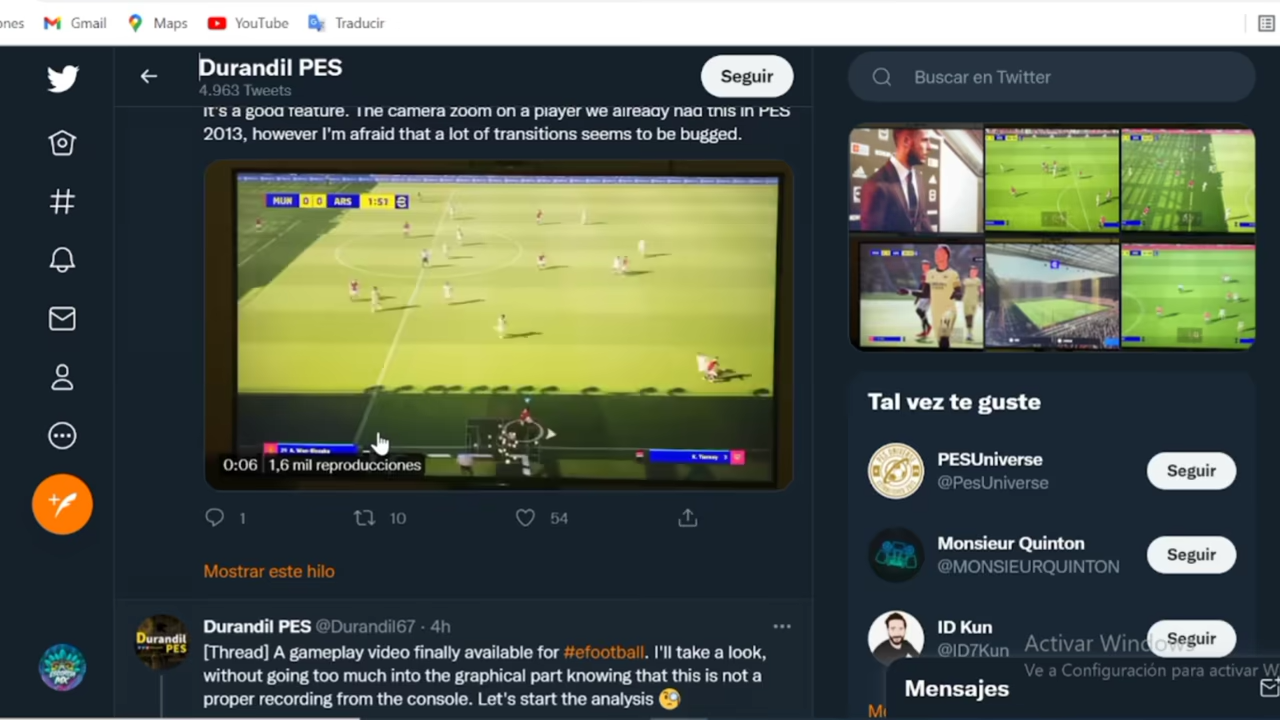 nes
Gmail
Maps
YouTube
Traducir
Durandil PES
4.963 Tweets
Seguir
It's a good feature. The camera zoom on a player we already had this in PES
2013, however I'm afraid that a lot of transitions seems to be bugged.
MUN 0 0 ARS 1:51
0:06 1,6 mil reproducciones
1
10
54
Mostrar este hilo
Durandil PES @Durandil67 · 4h
[Thread] A gameplay video finally available for #efootball. I'll take a look,
without going too much into the graphical part knowing that this is not a
proper recording from the console. Let's start the analysis 🧐
Durandil
PES
Buscar en Twitter
Tal vez te guste
PESUniverse
@PesUniverse
Seguir
Monsieur Quinton
@MONSIEURQUINTON
Seguir
ID Kun
@ID7Kun
Seguir
Activar Windows
Ve a Configuración para activar W
Mensajes